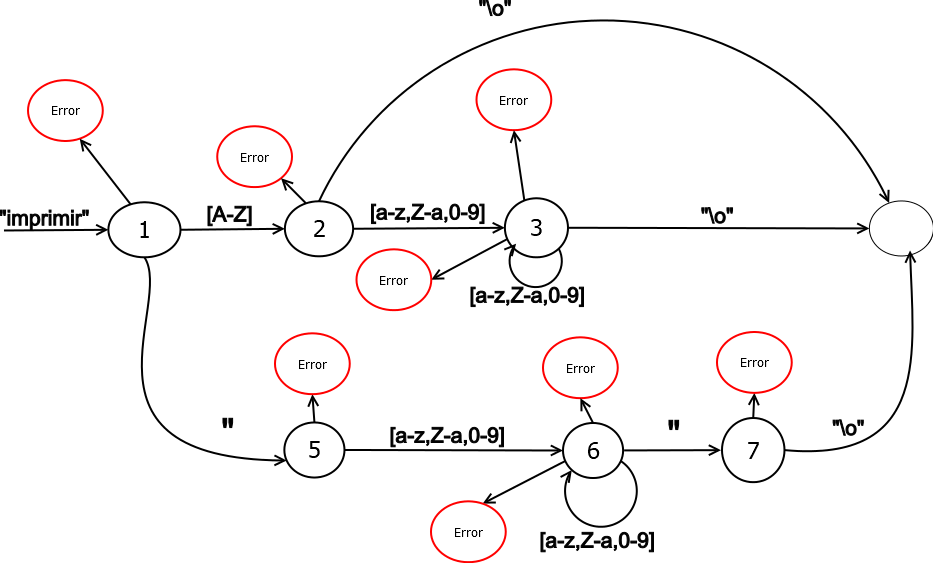 "\o"
Error
Error
Error
"imprimir"
1
[A-Z]
2
[a-z,Z-a,0-9]
3
"\o"
Error
[a-z,Z-a,0-9]
Error
Error
Error
"
5
[a-z,Z-a,0-9]
6
"
7
"\o"
Error
[a-z,Z-a,0-9]